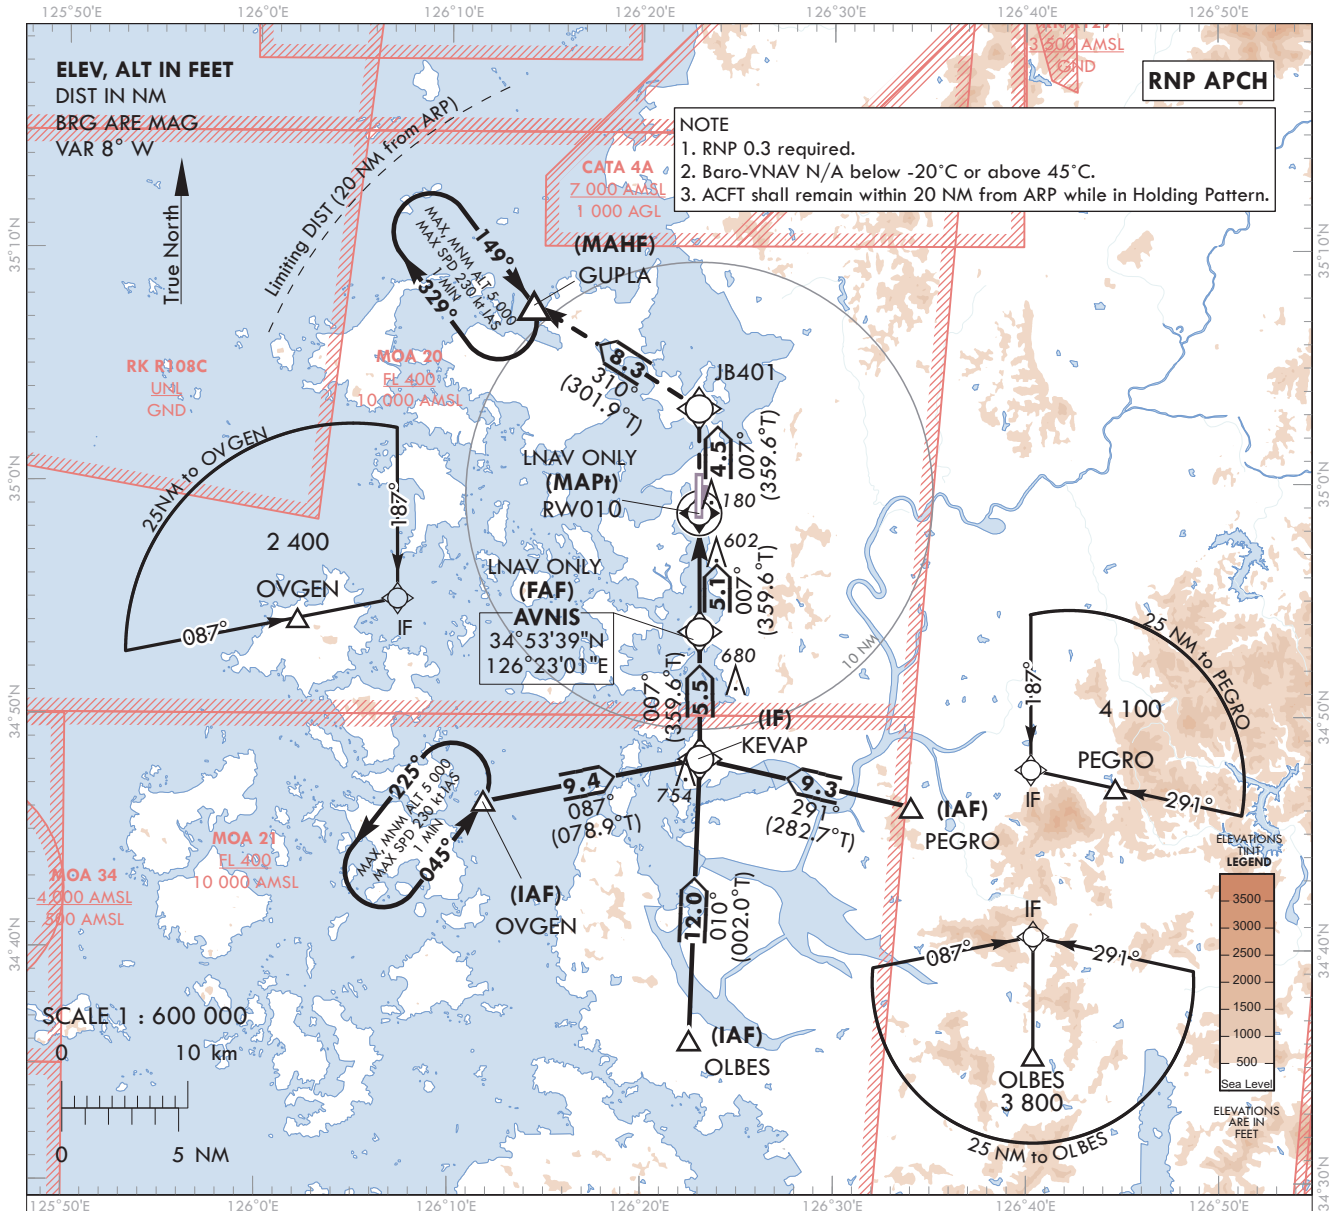 125°50'E
126°0'E
126°10'E
126°20'E
126°30'E
126°40'E
126°50'E
ELEV, ALT IN FEET
DIST IN NM
BRG ARE MAG
VAR 8° W
True North
Limiting DIST (20 NM from ARP)
3 500 AMSL
GND
RNP APCH
NOTE
1. RNP 0.3 required.
2. Baro-VNAV N/A below -20°C or above 45°C.
3. ACFT shall remain within 20 NM from ARP while in Holding Pattern.
CATA 4A
7 000 AMSL
1 000 AGL
35°10'N
35°10'N
149°
MAX, MNM ALT 5 000
MAX SPD 230 kt IAS
1 MIN
329°
(MAHF)
GUPLA
RK R108C
UNL
GND
MOA 20
FL 400
10 000 AMSL
8.3
310°
(301.9°T)
JB401
4.5
007°
(359.6°T)
35°0'N
35°0'N
25NM to OVGEN
187°
2 400
OVGEN
087°
IF
LNAV ONLY
(MAPt)
RW010
180
602
LNAV ONLY
(FAF)
AVNIS
34°53'39"N
126°23'01"E
5.1
007°
(359.6°T)
680
10 NM
25 NM to PEGRO
187°
4 100
PEGRO
291°
IF
34°50'N
34°50'N
5.5
007°
(359.6°T)
(IF)
KEVAP
754
225°
MAX, MNM ALT 5 000
MAX SPD 230 kt IAS
1 MIN
045°
9.4
087°
(078.9°T)
9.3
291°
(282.7°T)
(IAF)
PEGRO
(IAF)
OVGEN
MOA 21
FL 400
10 000 AMSL
MOA 34
4 000 AMSL
500 AMSL
12.0
010°
(002.0°T)
(IAF)
OLBES
34°40'N
34°40'N
IF
087°
291°
OLBES
3 800
25 NM to OLBES
ELEVATIONS
TINT
LEGEND
3500
3000
2500
2000
1500
1000
500
Sea Level
ELEVATIONS
ARE IN
FEET
SCALE 1 : 600 000
0
10 km
0
5 NM
34°30'N
125°50'E
126°0'E
126°10'E
126°20'E
126°30'E
126°40'E
126°50'E